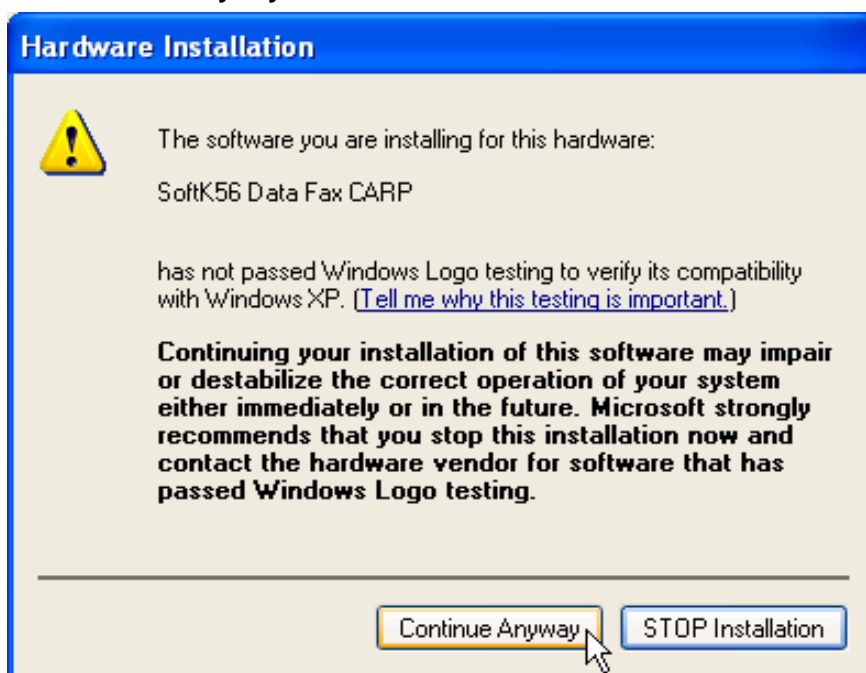 Hardware Installation
The software you are installing for this hardware:
SoftK56 Data Fax CARP
has not passed Windows Logo testing to verify its compatibility
with Windows XP. (Tell me why this testing is important.)
Continuing your installation of this software may impair
or destabilize the correct operation of your system
either immediately or in the future. Microsoft strongly
recommends that you stop this installation now and
contact the hardware vendor for software that has
passed Windows Logo testing.
Continue Anyway
STOP Installation